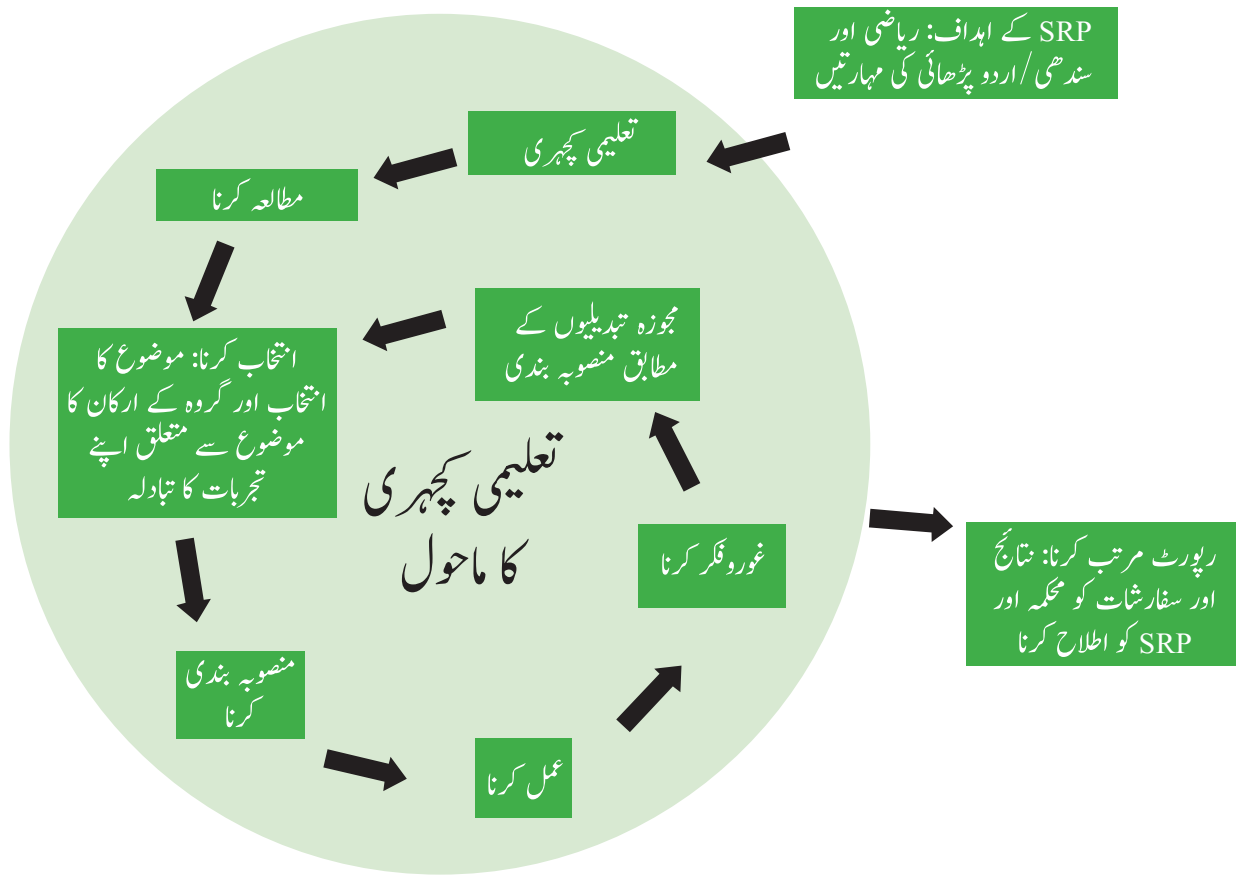 SRP کے اہداف: ریاضی اور
سندھی/اردو پڑھائی کی مہارتیں
تعلیمی کچہری
مطالعہ کرنا
انتخاب کرنا: موضوع کا
انتخاب اور گروہ کے ارکان کا
موضوع سے متعلق اپنے
تجربات کا تبادلہ
منصوبہ بندی
کرنا
عمل کرنا
غوروفکر کرنا
مجوزہ تبدیلیوں کے
مطابق منصوبہ بندی
تعلیمی کچہری
کا ماحول
رپورٹ مرتب کرنا: نتائج
اور سفارشات کو محکمہ اور
SRP کو اطلاح کرنا